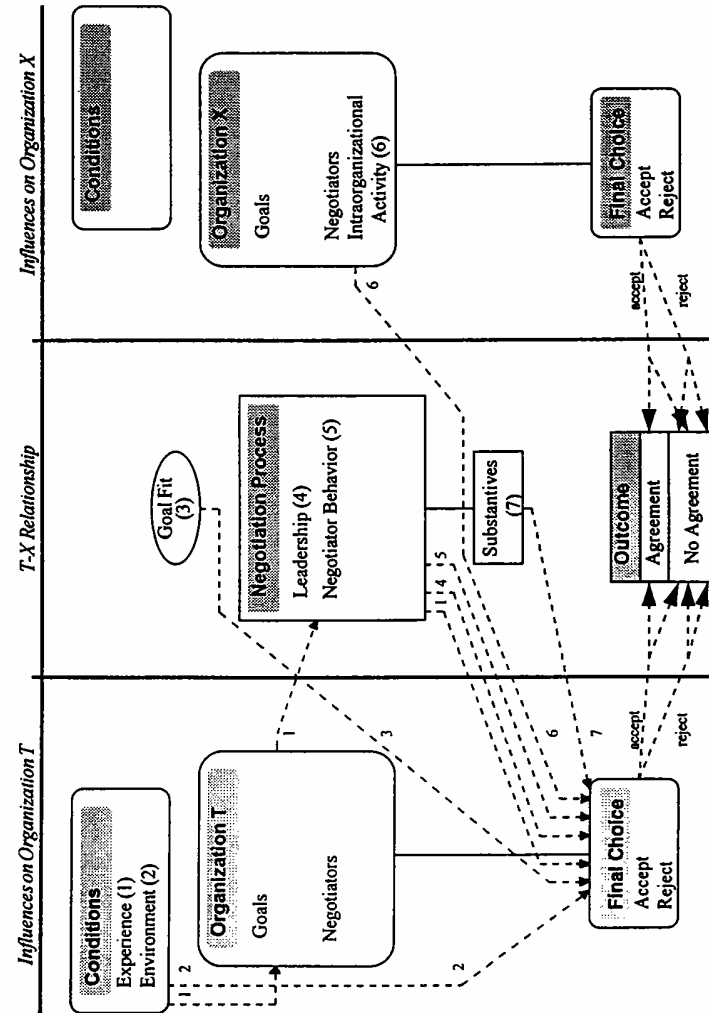 Influences on Organization T
T-X Relationship
Influences on Organization X
Conditions
Experience (1)
Environment (2)
2
1
Organization T
Goals
Negotiators
1
2
3
Goal Fit
(3)
Negotiation Process
Leadership (4)
Negotiator Behavior (5)
5
4
1
Substantives
(7)
6
7
Conditions
Organization X
Goals
Negotiators
Intraorganizational
Activity (6)
6
Final Choice
Accept
Reject
accept
reject
Outcome
Agreement
No Agreement
accept
reject
Final Choice
Accept
Reject